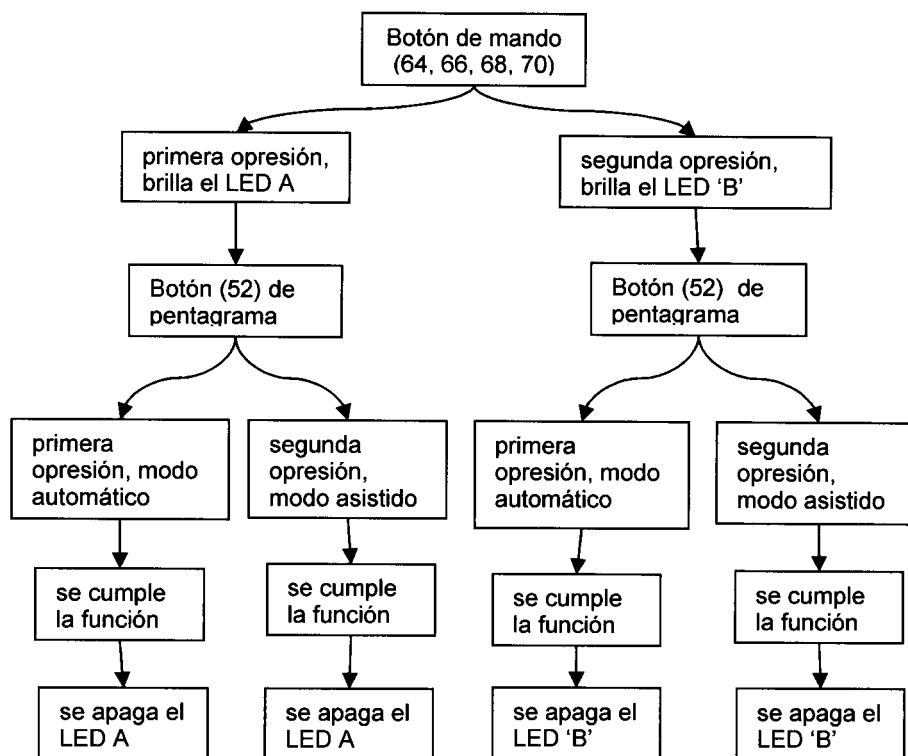 Botón de mando
(64, 66, 68, 70)
primera opresión,
brilla el LED A
segunda opresión,
brilla el LED ‘B’
Botón (52) de
pentagrama
Botón (52) de
pentagrama
primera
opresión, modo
automático
segunda
opresión,
modo asistido
primera
opresión, modo
automático
segunda
opresión,
modo asistido
se cumple
la función
se cumple
la función
se cumple
la función
se cumple
la función
se apaga el
LED A
se apaga el
LED A
se apaga el
LED ‘B’
se apaga el
LED ‘B’